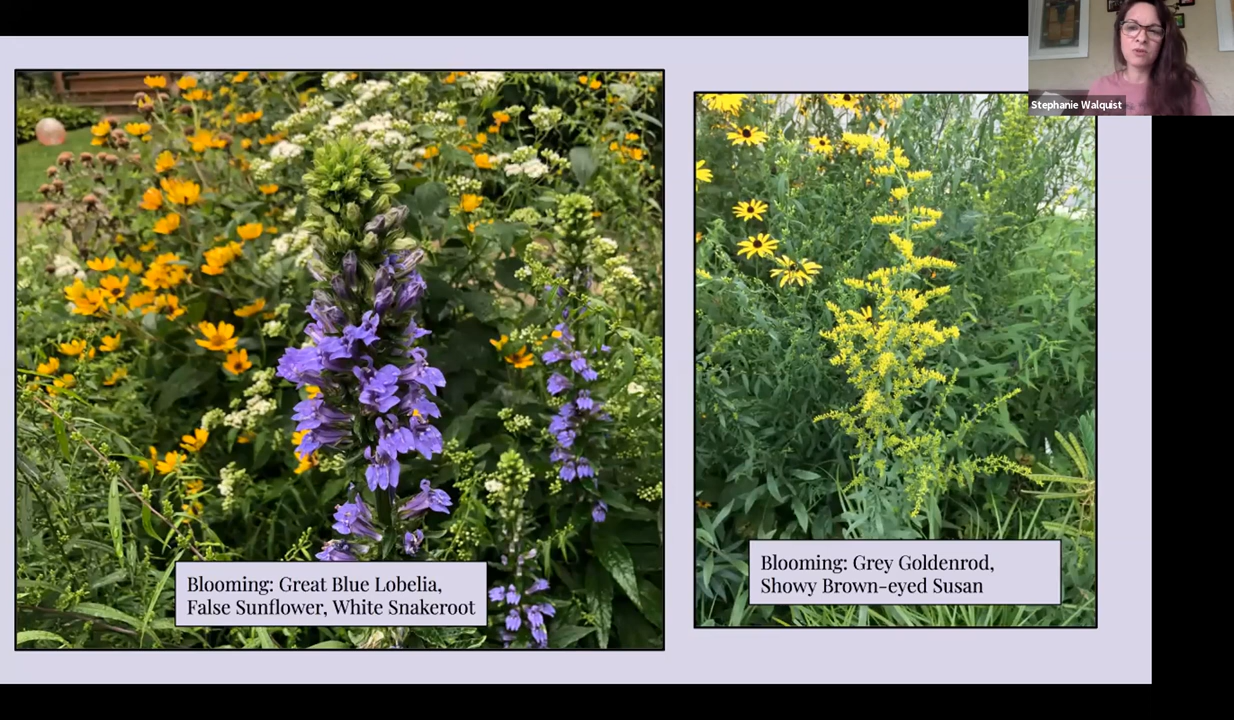 Stephanie Walquist
Blooming: Great Blue Lobelia,
False Sunflower, White Snakeroot
Blooming: Grey Goldenrod,
Showy Brown-eyed Susan